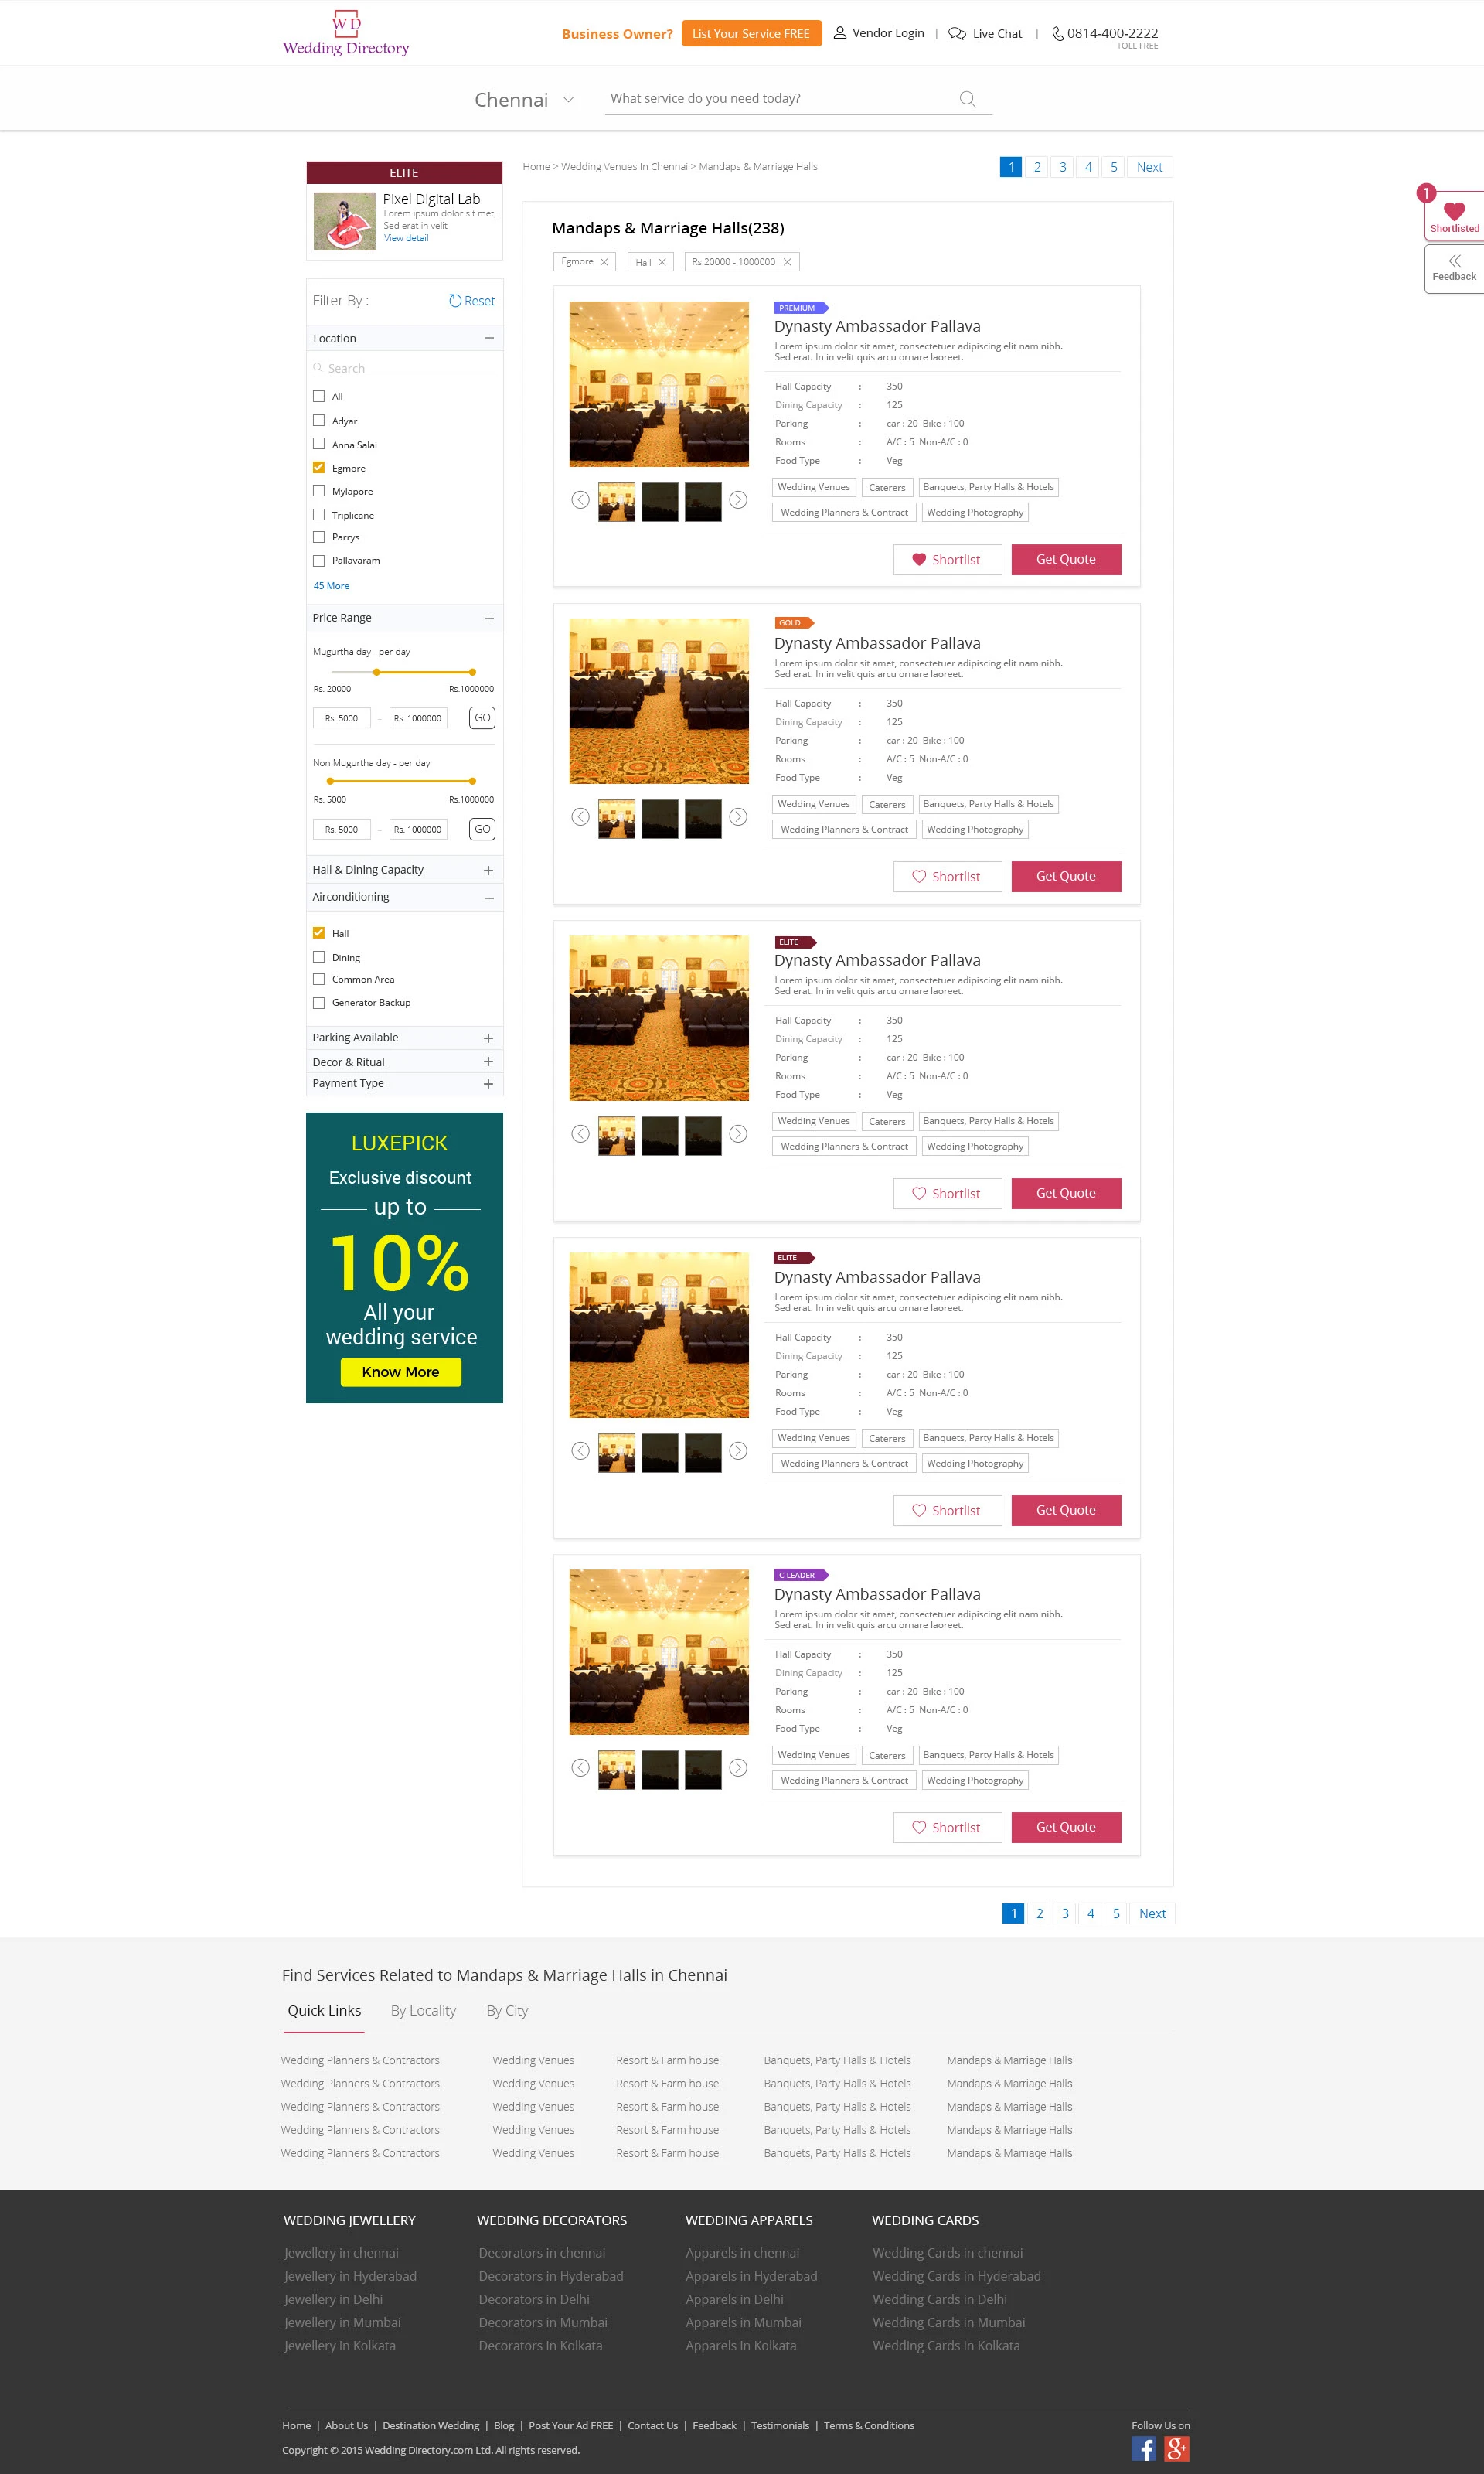 WD
Wedding Directory
Business Owner?
List Your Service FREE
Vendor Login
|
Live Chat
|
0814-400-2222
TOLL FREE
Chennai
What service do you need today?
ELITE
Pixel Digital Lab
Lorem ipsum dolor sit met,
Sed erat in velit
View detail
Home > Wedding Venues In Chennai > Mandaps & Marriage Halls
1 2 3 4 5 Next
1
Shortlisted
Feedback
Filter By :
Reset
Location
Search
All
Adyar
Anna Salai
Egmore
Mylapore
Triplicane
Parrys
Pallavaram
45 More
Price Range
Mugurtha day - per day
Rs. 20000 Rs.1000000
Rs. 5000 - Rs. 1000000 GO
Non Mugurtha day - per day
Rs. 5000 Rs.1000000
Rs. 5000 - Rs. 1000000 GO
Hall & Dining Capacity
Airconditioning
Hall
Dining
Common Area
Generator Backup
Parking Available
Decor & Ritual
Payment Type
LUXEPICK
Exclusive discount
up to
10%
All your
wedding service
Know More
Mandaps & Marriage Halls(238)
Egmore Hall Rs.20000 - 1000000
PREMIUM
Dynasty Ambassador Pallava
Lorem ipsum dolor sit amet, consectetuer adipiscing elit nam nibh.
Sed erat. In in velit quis arcu ornare laoreet.
Hall Capacity : 350
Dining Capacity : 125
Parking : car : 20 Bike : 100
Rooms : A/C : 5 Non-A/C : 0
Food Type : Veg
Wedding Venues Caterers Banquets, Party Halls & Hotels
Wedding Planners & Contract Wedding Photography
Shortlist Get Quote
GOLD
Dynasty Ambassador Pallava
Lorem ipsum dolor sit amet, consectetuer adipiscing elit nam nibh.
Sed erat. In in velit quis arcu ornare laoreet.
Hall Capacity : 350
Dining Capacity : 125
Parking : car : 20 Bike : 100
Rooms : A/C : 5 Non-A/C : 0
Food Type : Veg
Wedding Venues Caterers Banquets, Party Halls & Hotels
Wedding Planners & Contract Wedding Photography
Shortlist Get Quote
ELITE
Dynasty Ambassador Pallava
Lorem ipsum dolor sit amet, consectetuer adipiscing elit nam nibh.
Sed erat. In in velit quis arcu ornare laoreet.
Hall Capacity : 350
Dining Capacity : 125
Parking : car : 20 Bike : 100
Rooms : A/C : 5 Non-A/C : 0
Food Type : Veg
Wedding Venues Caterers Banquets, Party Halls & Hotels
Wedding Planners & Contract Wedding Photography
Shortlist Get Quote
ELITE
Dynasty Ambassador Pallava
Lorem ipsum dolor sit amet, consectetuer adipiscing elit nam nibh.
Sed erat. In in velit quis arcu ornare laoreet.
Hall Capacity : 350
Dining Capacity : 125
Parking : car : 20 Bike : 100
Rooms : A/C : 5 Non-A/C : 0
Food Type : Veg
Wedding Venues Caterers Banquets, Party Halls & Hotels
Wedding Planners & Contract Wedding Photography
Shortlist Get Quote
C-LEADER
Dynasty Ambassador Pallava
Lorem ipsum dolor sit amet, consectetuer adipiscing elit nam nibh.
Sed erat. In in velit quis arcu ornare laoreet.
Hall Capacity : 350
Dining Capacity : 125
Parking : car : 20 Bike : 100
Rooms : A/C : 5 Non-A/C : 0
Food Type : Veg
Wedding Venues Caterers Banquets, Party Halls & Hotels
Wedding Planners & Contract Wedding Photography
Shortlist Get Quote
1 2 3 4 5 Next
Find Services Related to Mandaps & Marriage Halls in Chennai
Quick Links By Locality By City
Wedding Planners & Contractors Wedding Venues Resort & Farm house Banquets, Party Halls & Hotels Mandaps & Marriage Halls
Wedding Planners & Contractors Wedding Venues Resort & Farm house Banquets, Party Halls & Hotels Mandaps & Marriage Halls
Wedding Planners & Contractors Wedding Venues Resort & Farm house Banquets, Party Halls & Hotels Mandaps & Marriage Halls
Wedding Planners & Contractors Wedding Venues Resort & Farm house Banquets, Party Halls & Hotels Mandaps & Marriage Halls
Wedding Planners & Contractors Wedding Venues Resort & Farm house Banquets, Party Halls & Hotels Mandaps & Marriage Halls
WEDDING JEWELLERY WEDDING DECORATORS WEDDING APPARELS WEDDING CARDS
Jewellery in chennai Decorators in chennai Apparels in chennai Wedding Cards in chennai
Jewellery in Hyderabad Decorators in Hyderabad Apparels in Hyderabad Wedding Cards in Hyderabad
Jewellery in Delhi Decorators in Delhi Apparels in Delhi Wedding Cards in Delhi
Jewellery in Mumbai Decorators in Mumbai Apparels in Mumbai Wedding Cards in Mumbai
Jewellery in Kolkata Decorators in Kolkata Apparels in Kolkata Wedding Cards in Kolkata
Home | About Us | Destination Wedding | Blog | Post Your Ad FREE | Contact Us | Feedback | Testimonials | Terms & Conditions
Follow Us on
Copyright © 2015 Wedding Directory.com Ltd. All rights reserved.
f g+